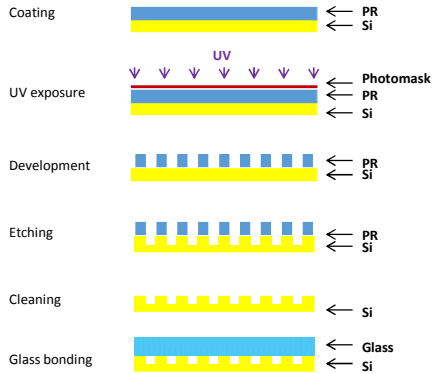 Coating
PR
Si
UV
UV exposure
Photomask
PR
Si
Development
PR
Si
Etching
PR
Si
Cleaning
Si
Glass bonding
Glass
Si